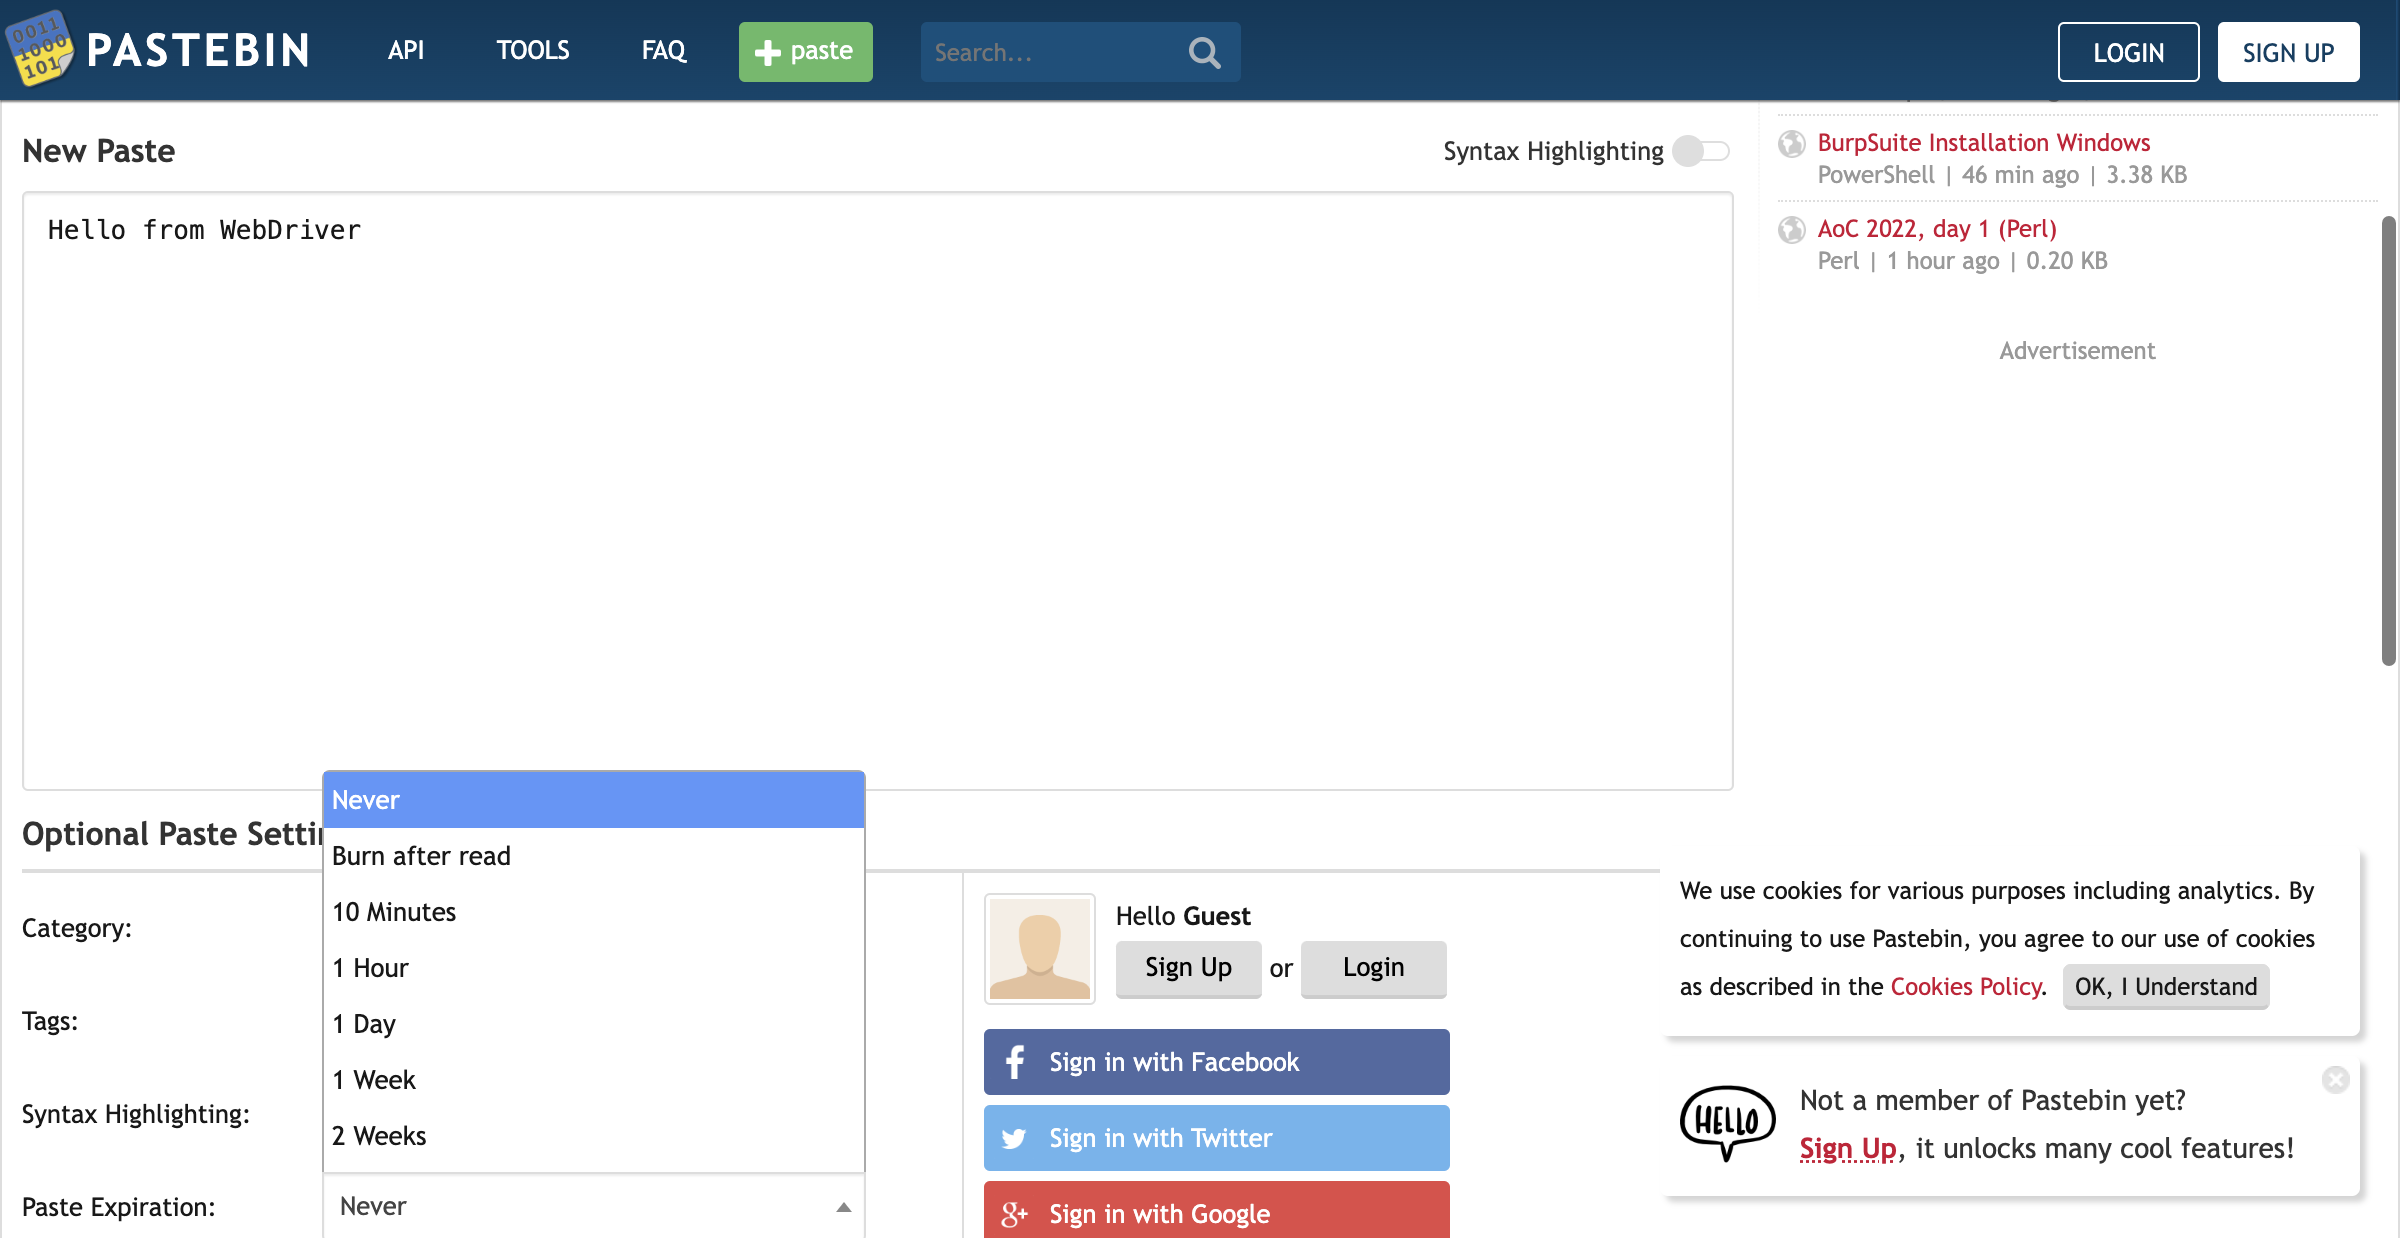 0011
1000
101
PASTEBIN
API
TOOLS
FAQ
paste
Search...
LOGIN
SIGN UP
New Paste
Syntax Highlighting
Hello from WebDriver
BurpSuite Installation Windows
PowerShell | 46 min ago | 3.38 KB
AoC 2022, day 1 (Perl)
Perl | 1 hour ago | 0.20 KB
Advertisement
Optional Paste Setti
Category:
Tags:
Syntax Highlighting:
Paste Expiration:
Never
Burn after read
10 Minutes
1 Hour
1 Day
1 Week
2 Weeks
Never
Hello Guest
Sign Up or Login
Sign in with Facebook
Sign in with Twitter
g+ Sign in with Google
We use cookies for various purposes including analytics. By
continuing to use Pastebin, you agree to our use of cookies
as described in the Cookies Policy. OK, I Understand
HELLO
Not a member of Pastebin yet?
Sign Up, it unlocks many cool features!